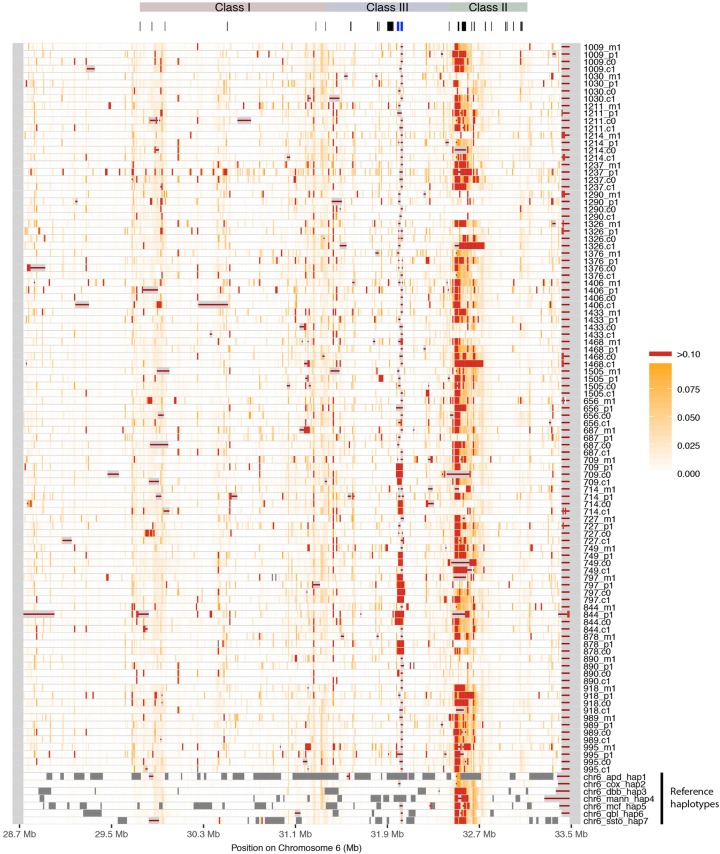 Class I
Class III
Class II
1009_m1
1009_p1
1009.c0
1009.c1
1030_m1
1030_p1
1030.c0
1030.c1
1211_m1
1211_p1
1211.c0
1211.c1
1214_m1
1214_p1
1214.c0
1214.c1
1237_m1
1237_p1
1237.c0
1237.c1
1290_m1
1290_p1
1290.c0
1290.c1
1326_m1
1326_p1
1326.c0
1326.c1
1376_m1
1376_p1
1376.c0
1376.c1
1406_m1
1406_p1
1406.c0
1406.c1
1433_m1
1433_p1
1433.c0
1433.c1
1468_m1
1468_p1
1468.c0
1468.c1
1505_m1
1505_p1
1505.c0
1505.c1
656_m1
656_p1
656.c0
656.c1
687_m1
687_p1
687.c0
687.c1
709_m1
709_p1
709.c0
709.c1
714_m1
714_p1
714.c0
714.c1
727_m1
727_p1
727.c0
727.c1
749_m1
749_p1
749.c0
749.c1
797_m1
797_p1
797.c0
797.c1
844_m1
844_p1
844.c0
844.c1
878_m1
878_p1
878.c0
890_m1
890_p1
890.c0
890.c1
918_m1
918_p1
918.c0
918.c1
989_m1
989_p1
989.c0
989.c1
995_m1
995_p1
995.c0
995.c1
chr6_apd_hap1
chr6_cox_hap2
chr6_dbb_hap3
chr6_mann_hap4
chr6_mcf_hap5
chr6_qbl_hap6
chr6_ssto_hap7
Reference
haplotypes
>0.10
0.075
0.050
0.025
0.000
28.7 Mb
29.5 Mb
30.3 Mb
31.1 Mb
31.9 Mb
32.7 Mb
33.5 Mb
Position on Chromosome 6 (Mb)